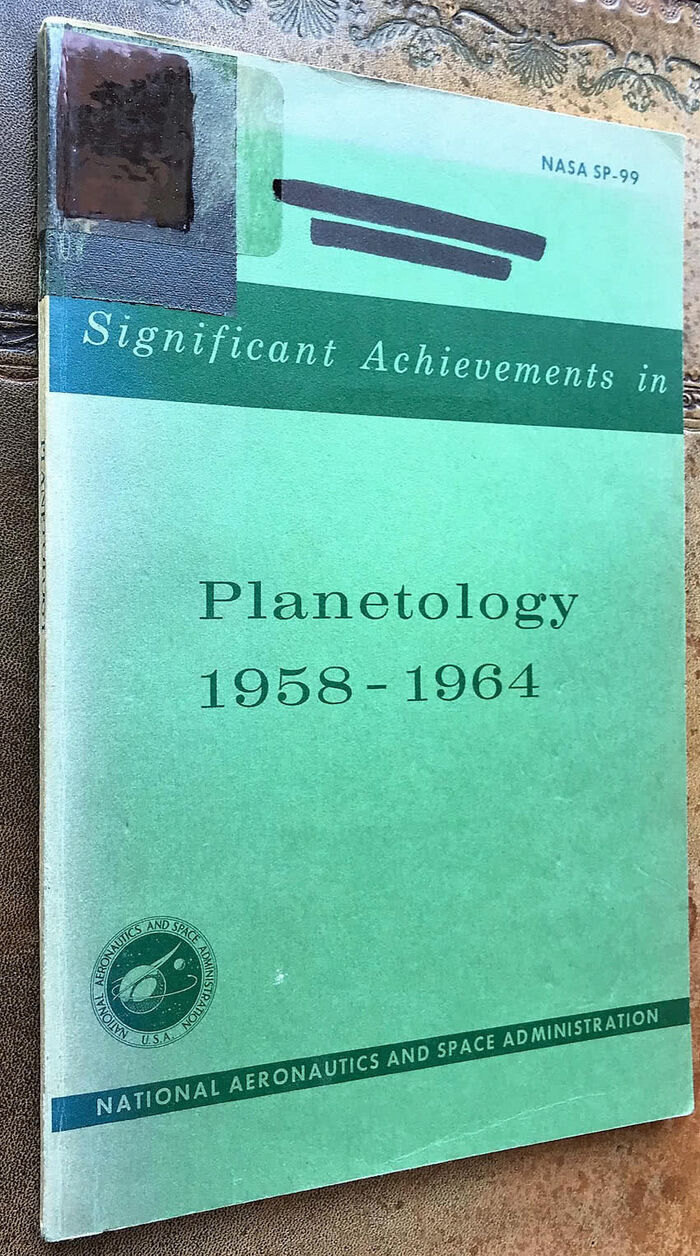 NASA SP-99
Significant Achievements in
Planetology
1958 - 1964
NATIONAL AERONAUTICS AND SPACE ADMINISTRATION
U.S.A.
NATIONAL AERONAUTICS AND SPACE ADMINISTRATION